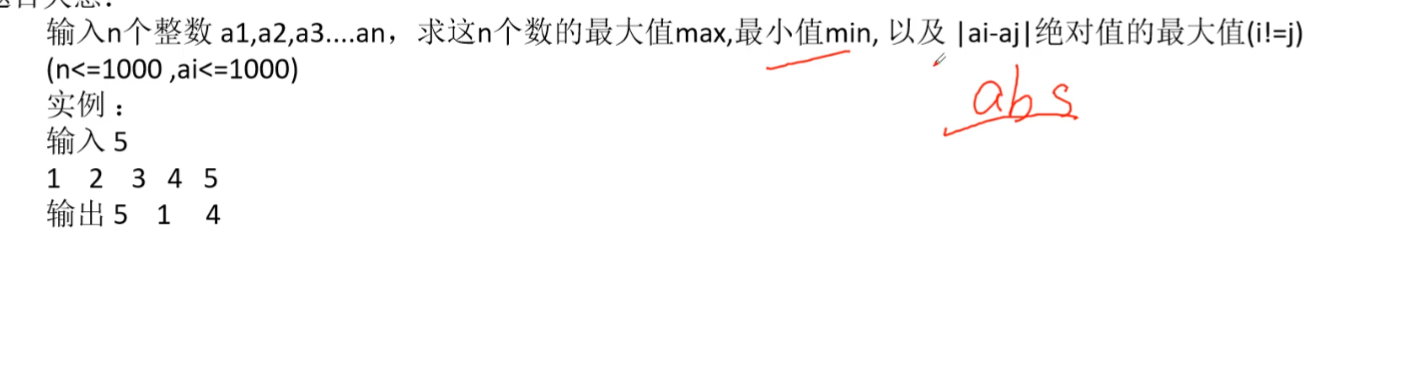 输入n个整数 a1,a2,a3....an，求这n个数的最大值max,最小值min, 以及 |ai-aj|绝对值的最大值(i!=j)
(n<=1000 ,ai<=1000)
abs
实例：
输入 5
1 2 3 4 5
输出 5 1 4